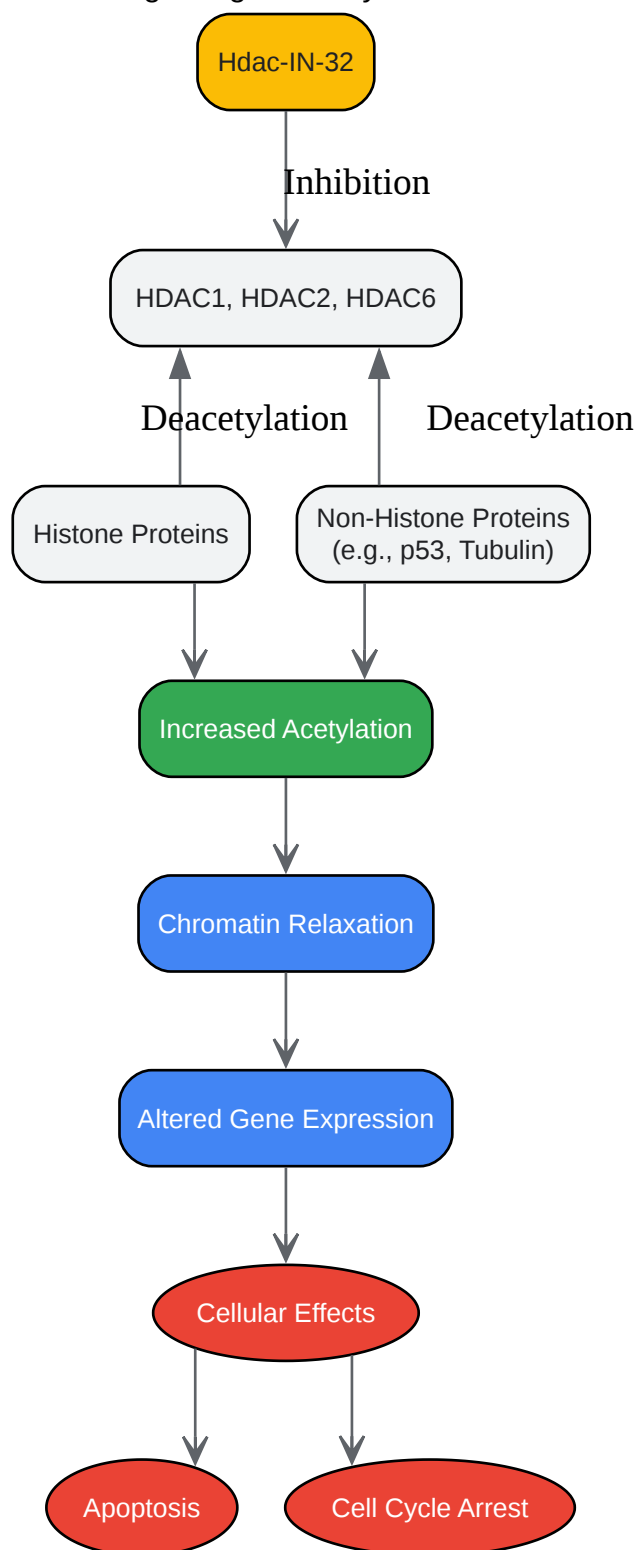 Hdac-IN-32
Inhibition
HDAC1, HDAC2, HDAC6
Deacetylation
Deacetylation
Histone Proteins
Non-Histone Proteins
(e.g., p53, Tubulin)
Increased Acetylation
Chromatin Relaxation
Altered Gene Expression
Cellular Effects
Apoptosis
Cell Cycle Arrest